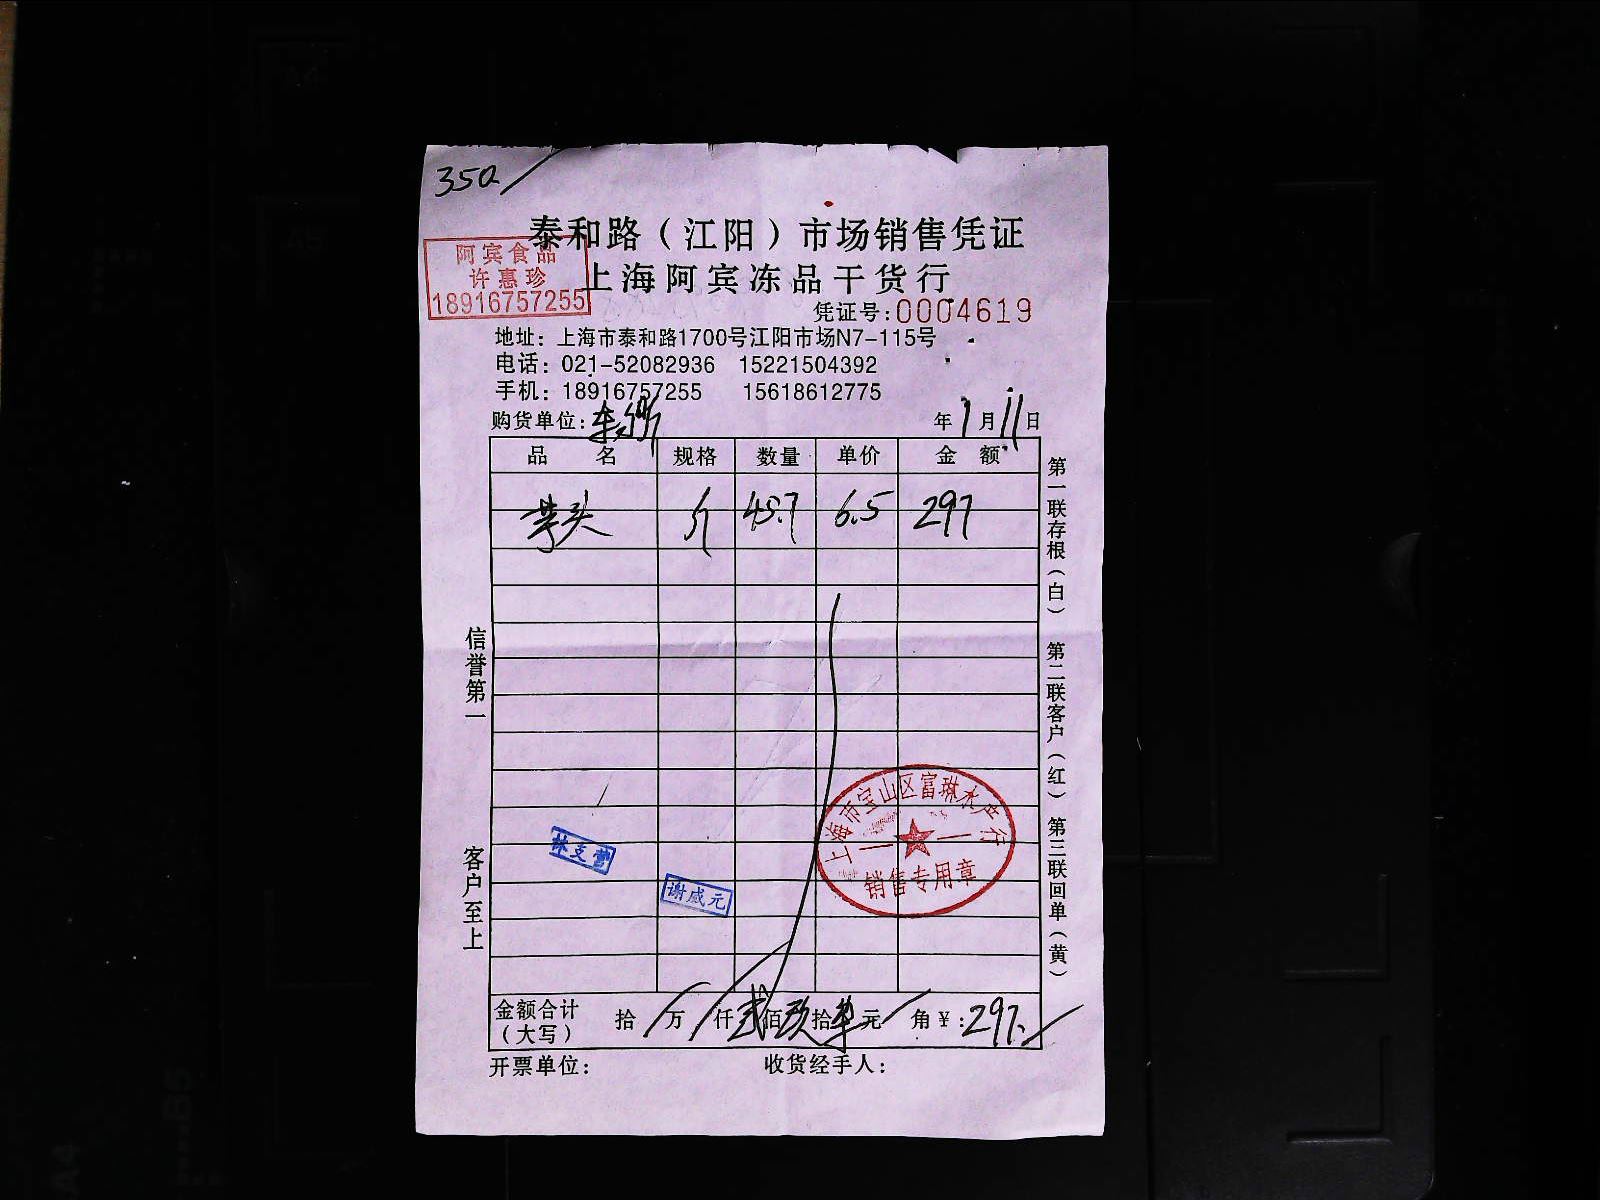 350
泰和路（江阳）市场销售凭证
阿宾食品
许惠珍
18916757255
上海阿宾冻品干货行
凭证号:0004619
地址：上海市泰和路1700号江阳市场N7-115号
电话：021-52082936 15221504392
手机：18916757255 15618612775
购货单位:
年1月11日
品名 规格 数量 单价 金额
芋头 斤 45.7 6.5 297
第一联存根（白） 第二联客户（红） 第三联回单（黄）
信誉第一
客户至上
上海市宝山区富琳水产行
销售专用章
林支营
谢咸元
金额合计（大写） 拾 万 仟 贰 佰 玖 拾 元 角 ¥:297.
开票单位: 收货经手人: